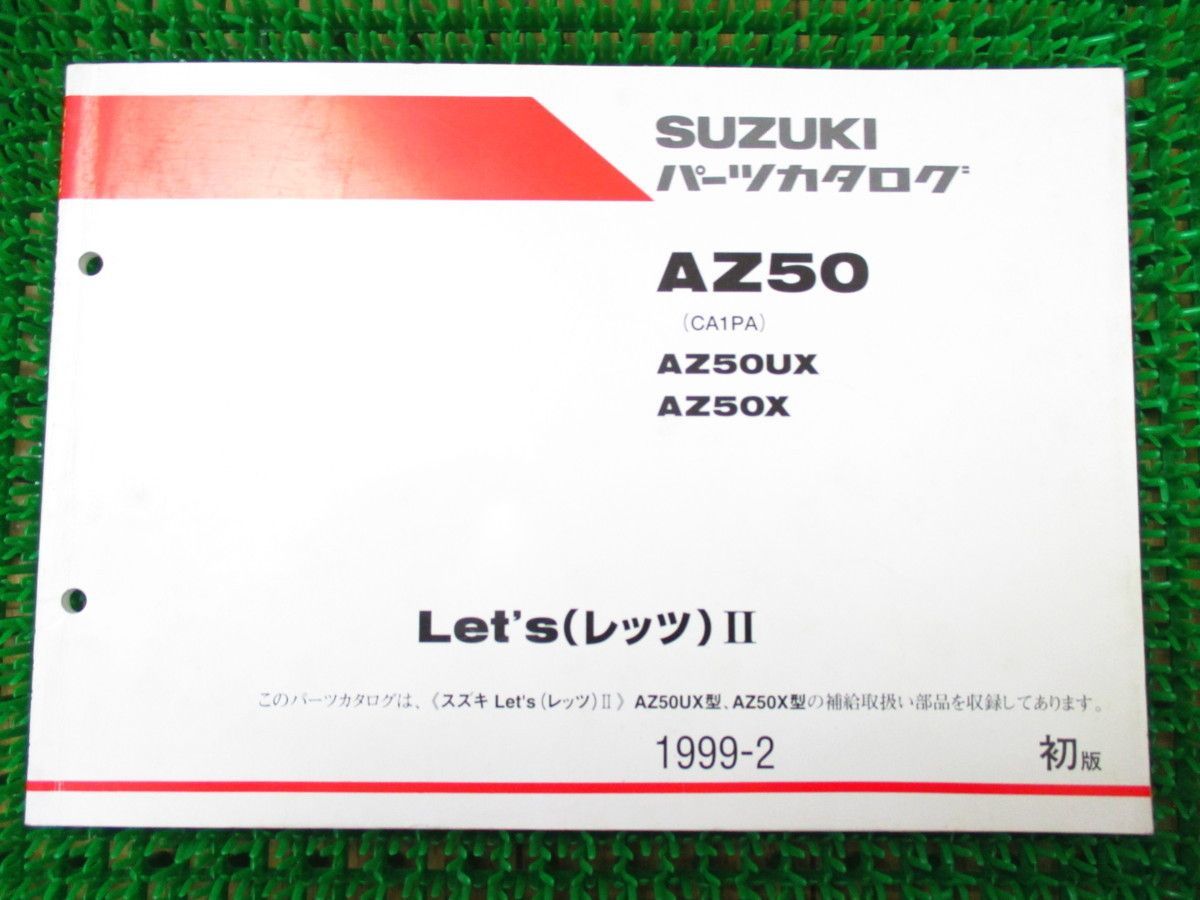 SUZUKI
パーツカタログ
AZ50
(CA1PA)
AZ50UX
AZ50X
Let's(レッツ)Ⅱ
このパーツカタログは、《スズキ Let's(レッツ)Ⅱ》AZ50UX型、AZ50X型の補給取扱い部品を収録してあります。
1999-2 初版